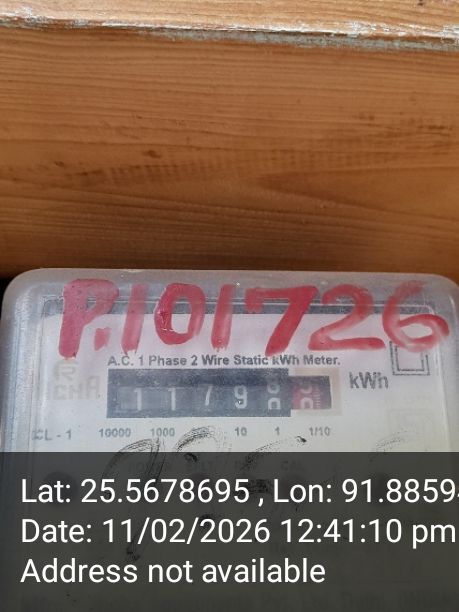 P.101726
A.C. 1 Phase 2 Wire Static kWh Meter.
1179 kWh
CL - 1 10000 1000 10 1 1/10
Lat: 25.5678695 , Lon: 91.8859
Date: 11/02/2026 12:41:10 pm
Address not available